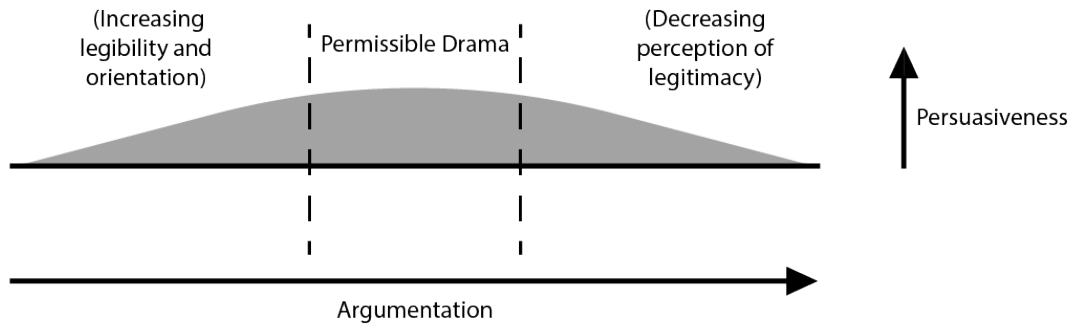 (Increasing
legibility and
orientation)
Permissible Drama
(Decreasing
perception of
legitimacy)
Persuasiveness
Argumentation